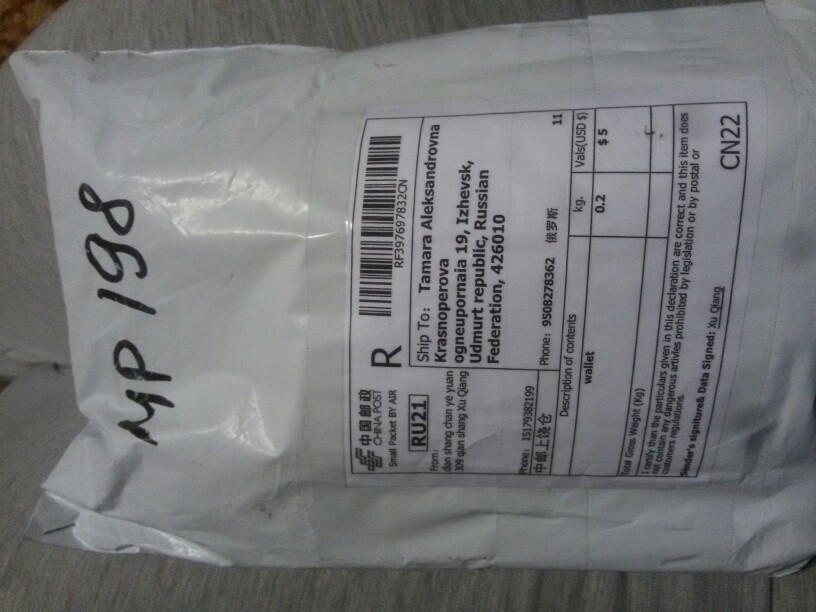 MP 198
中国邮政
CHINA POST
Small Packet BY AIR
R
RF397697832CN
RU21
From:
dian shang chan ye yuan
309 qian shang Xu Qiang
Phone: 15179382199
中邮上饶仓
Ship To: Tamara Aleksandrovna
Krasnoperova
ogneupornaia 19, Izhevsk,
Udmurt republic, Russian
Federation, 426010
Phone: 9508278362 俄罗斯 11
Description of contents kg. Vals(USD $)
wallet 0.2 $ 5
Total Gross Weight (Kg)
I certify than the particulars given in this declaration are correct and this item does
not contain any dangerous artivles prohibited by legislation or by postal or
customers regulations.
Sender's signiture& Data Signed: Xu Qiang
CN22